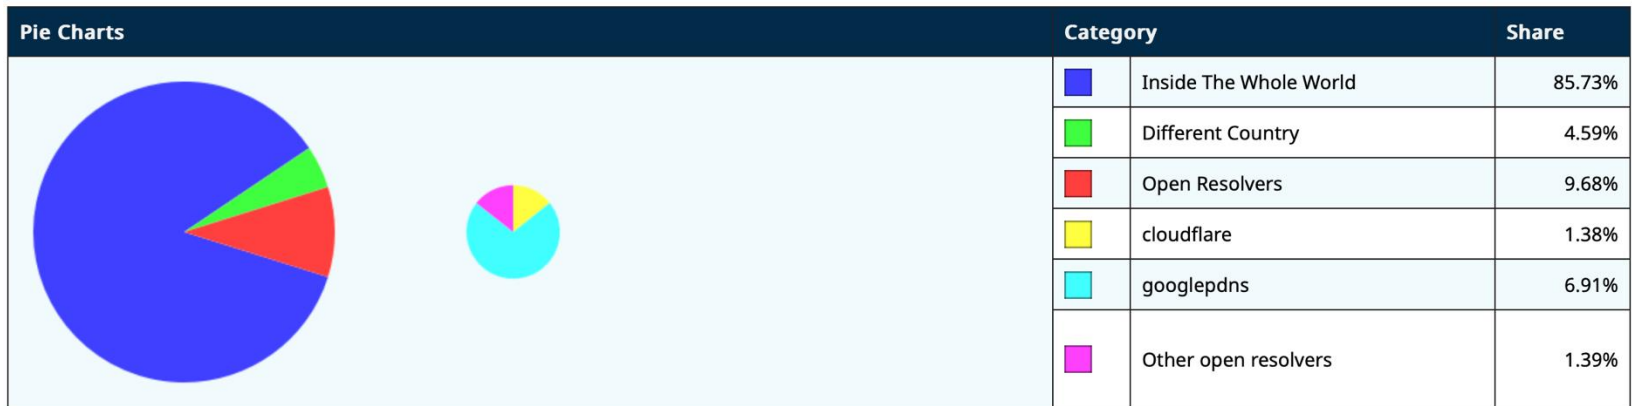 Pie Charts Category Share
Inside The Whole World 85.73%
Different Country 4.59%
Open Resolvers 9.68%
cloudflare 1.38%
googlepdns 6.91%
Other open resolvers 1.39%